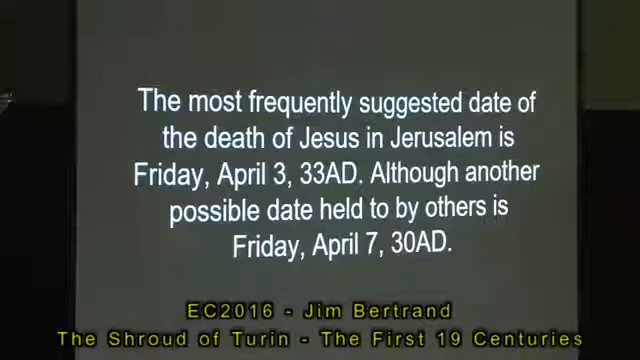 The most frequently suggested date of
the death of Jesus in Jerusalem is
Friday, April 3, 33AD. Although another
possible date held to by others is
Friday, April 7, 30AD.
EC2016 - Jim Bertrand
The Shroud of Turin - The First 19 Centuries